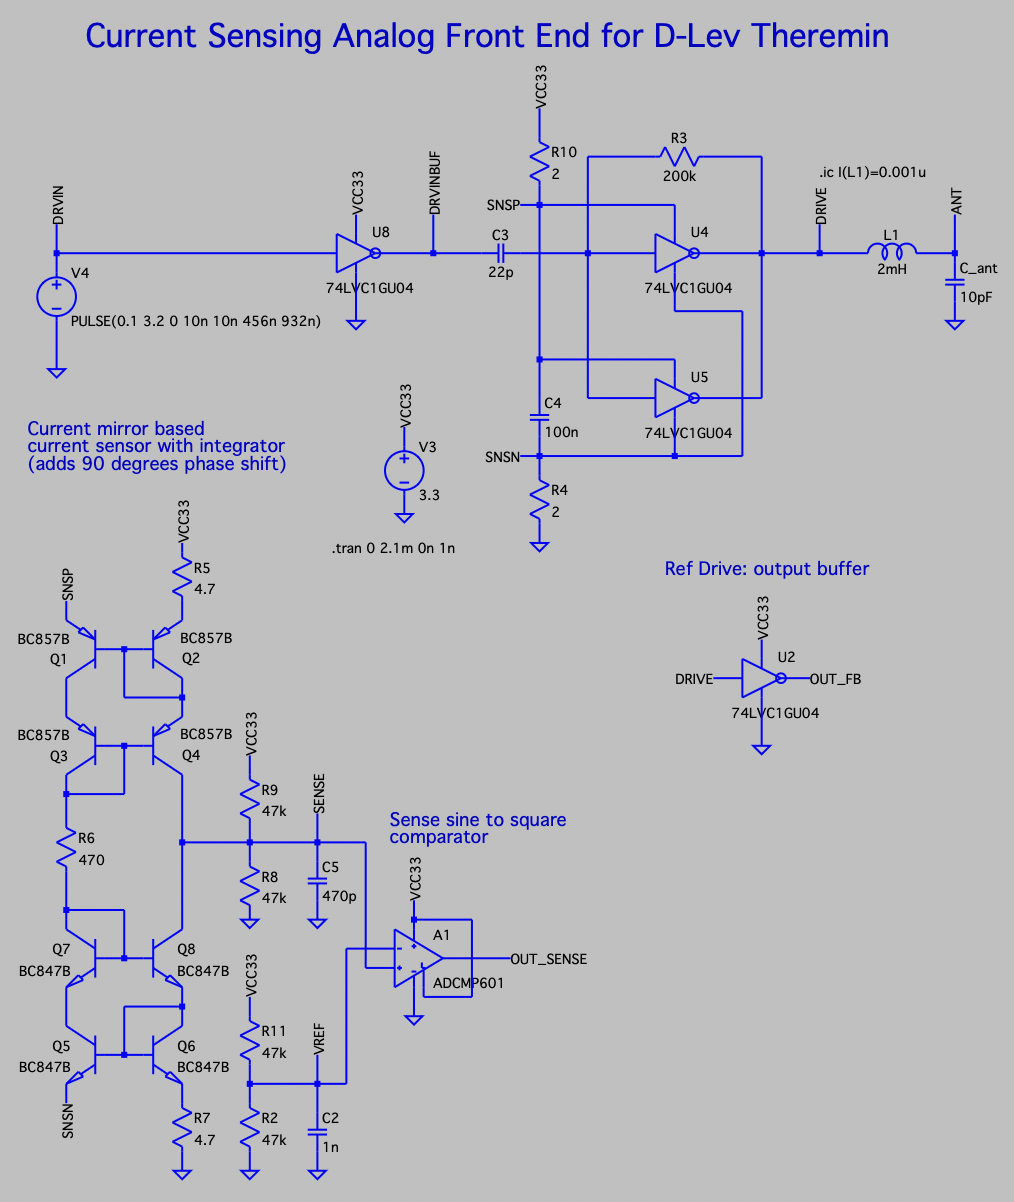 Current Sensing Analog Front End for D-Lev Theremin
VCC33
R10
2
R3
200k
.ic I(L1)=0.001u
DRVIN
VCC33
DRVINBUF
SNSP
DRIVE
ANT
U8
C3
22p
U4
L1
2mH
V4
74LVC1GU04
74LVC1GU04
C_ant
10pF
PULSE(0.1 3.2 0 10n 10n 456n 932n)
VCC33
U5
C4
100n
74LVC1GU04
Current mirror based
current sensor with integrator
(adds 90 degrees phase shift)
V3
3.3
SNSN
R4
2
.tran 0 2.1m 0n 1n
VCC33
SNSP
R5
4.7
Ref Drive: output buffer
VCC33
U2
DRIVE
OUT_FB
74LVC1GU04
BC857B
Q1
BC857B
Q2
BC857B
Q3
BC857B
Q4
VCC33
R9
47k
SENSE
Sense sine to square
comparator
R6
470
R8
47k
C5
470p
VCC33
A1
OUT_SENSE
ADCMP601
Q7
BC847B
Q8
BC847B
VCC33
R11
47k
VREF
Q5
BC847B
Q6
BC847B
SNSN
R7
4.7
R2
47k
C2
1n